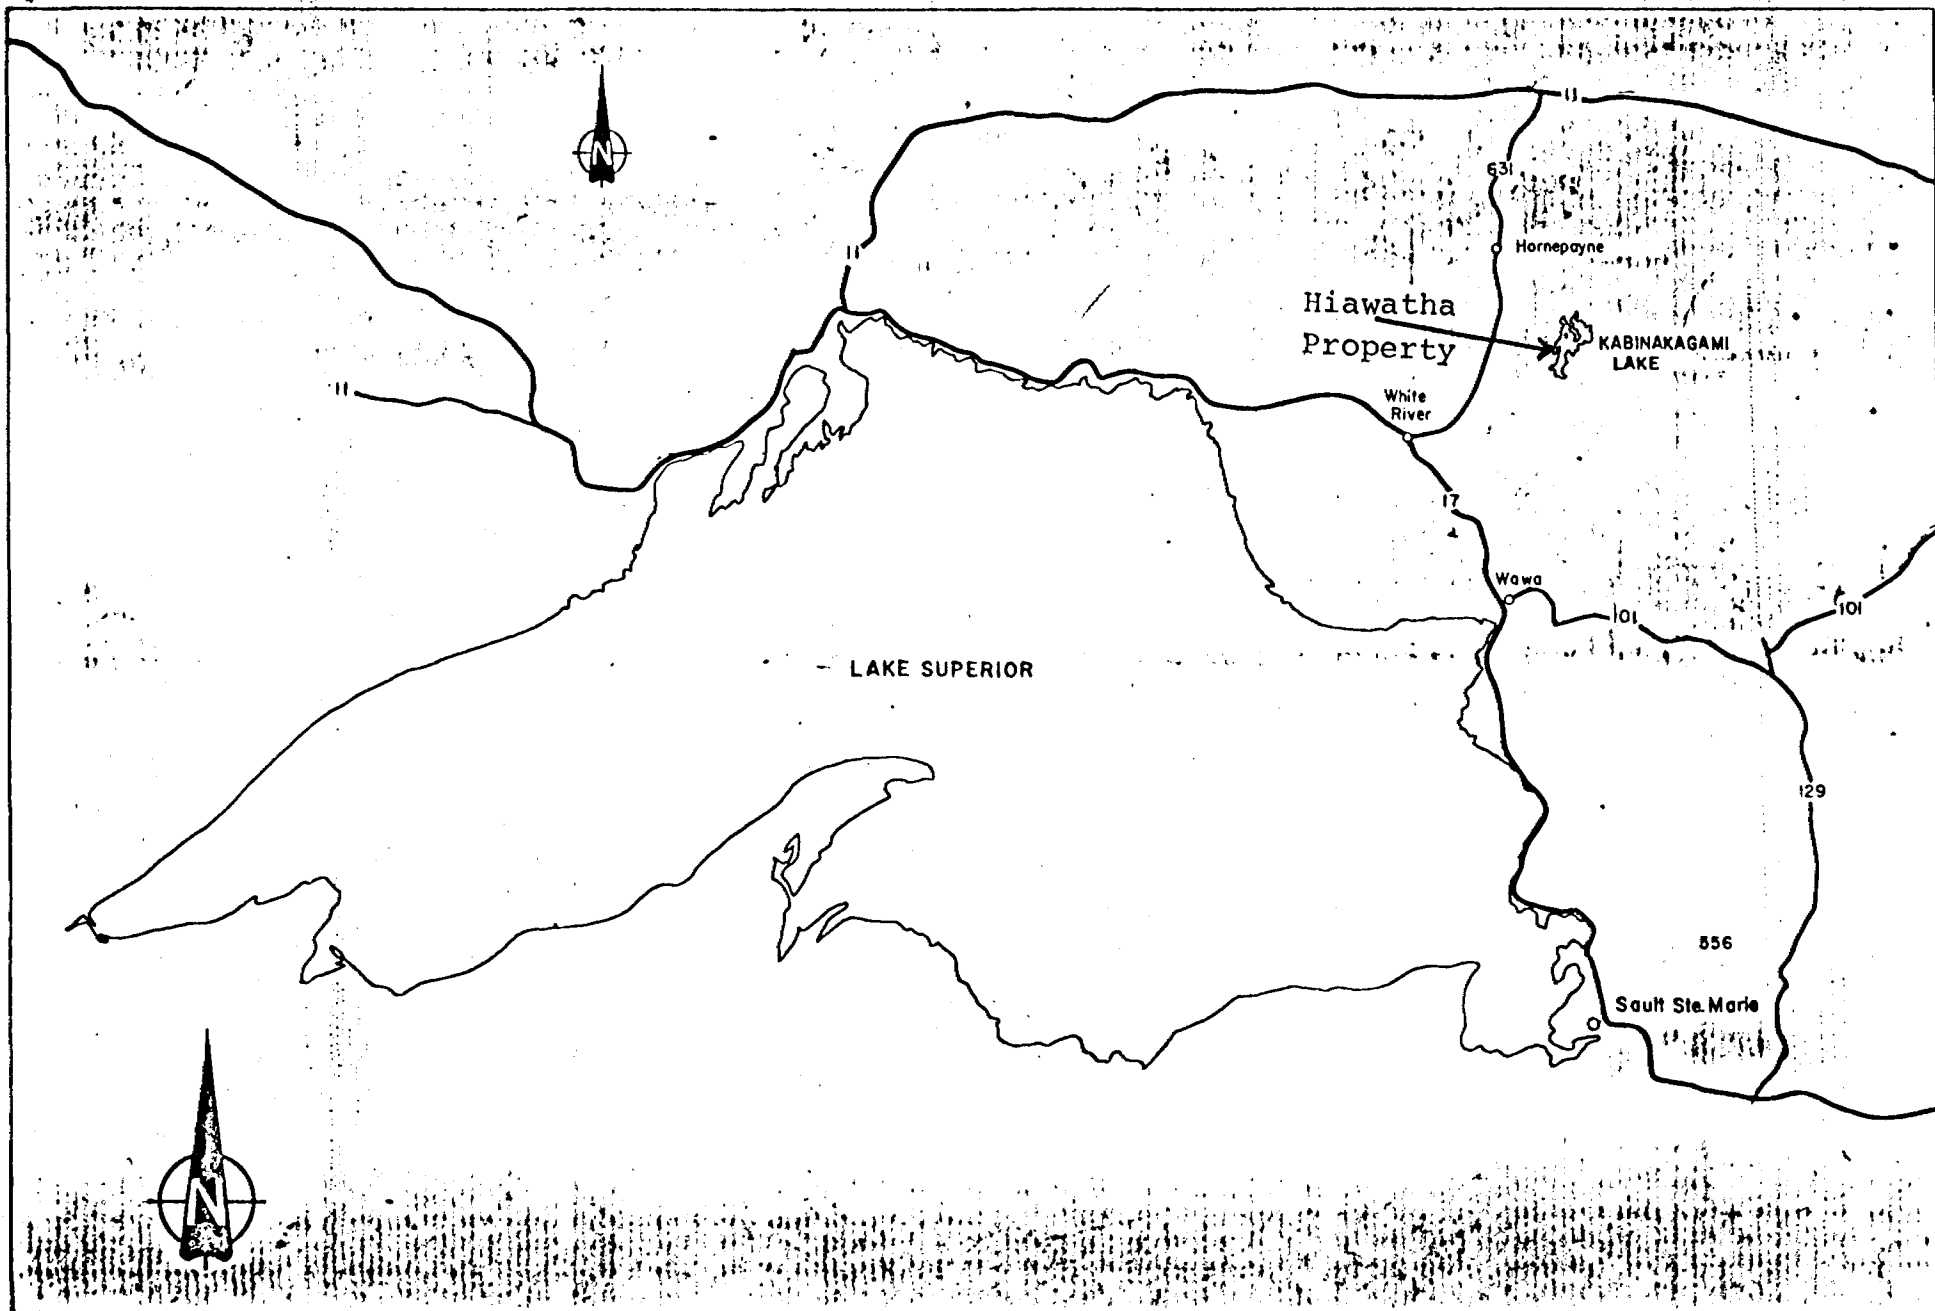 N
11
631
11
Hornepayne
Hiawatha
Property
KABINAKAGAMI
LAKE
11
White
River
17
Wawa
101
101
LAKE SUPERIOR
129
556
Sault Ste. Marie
N